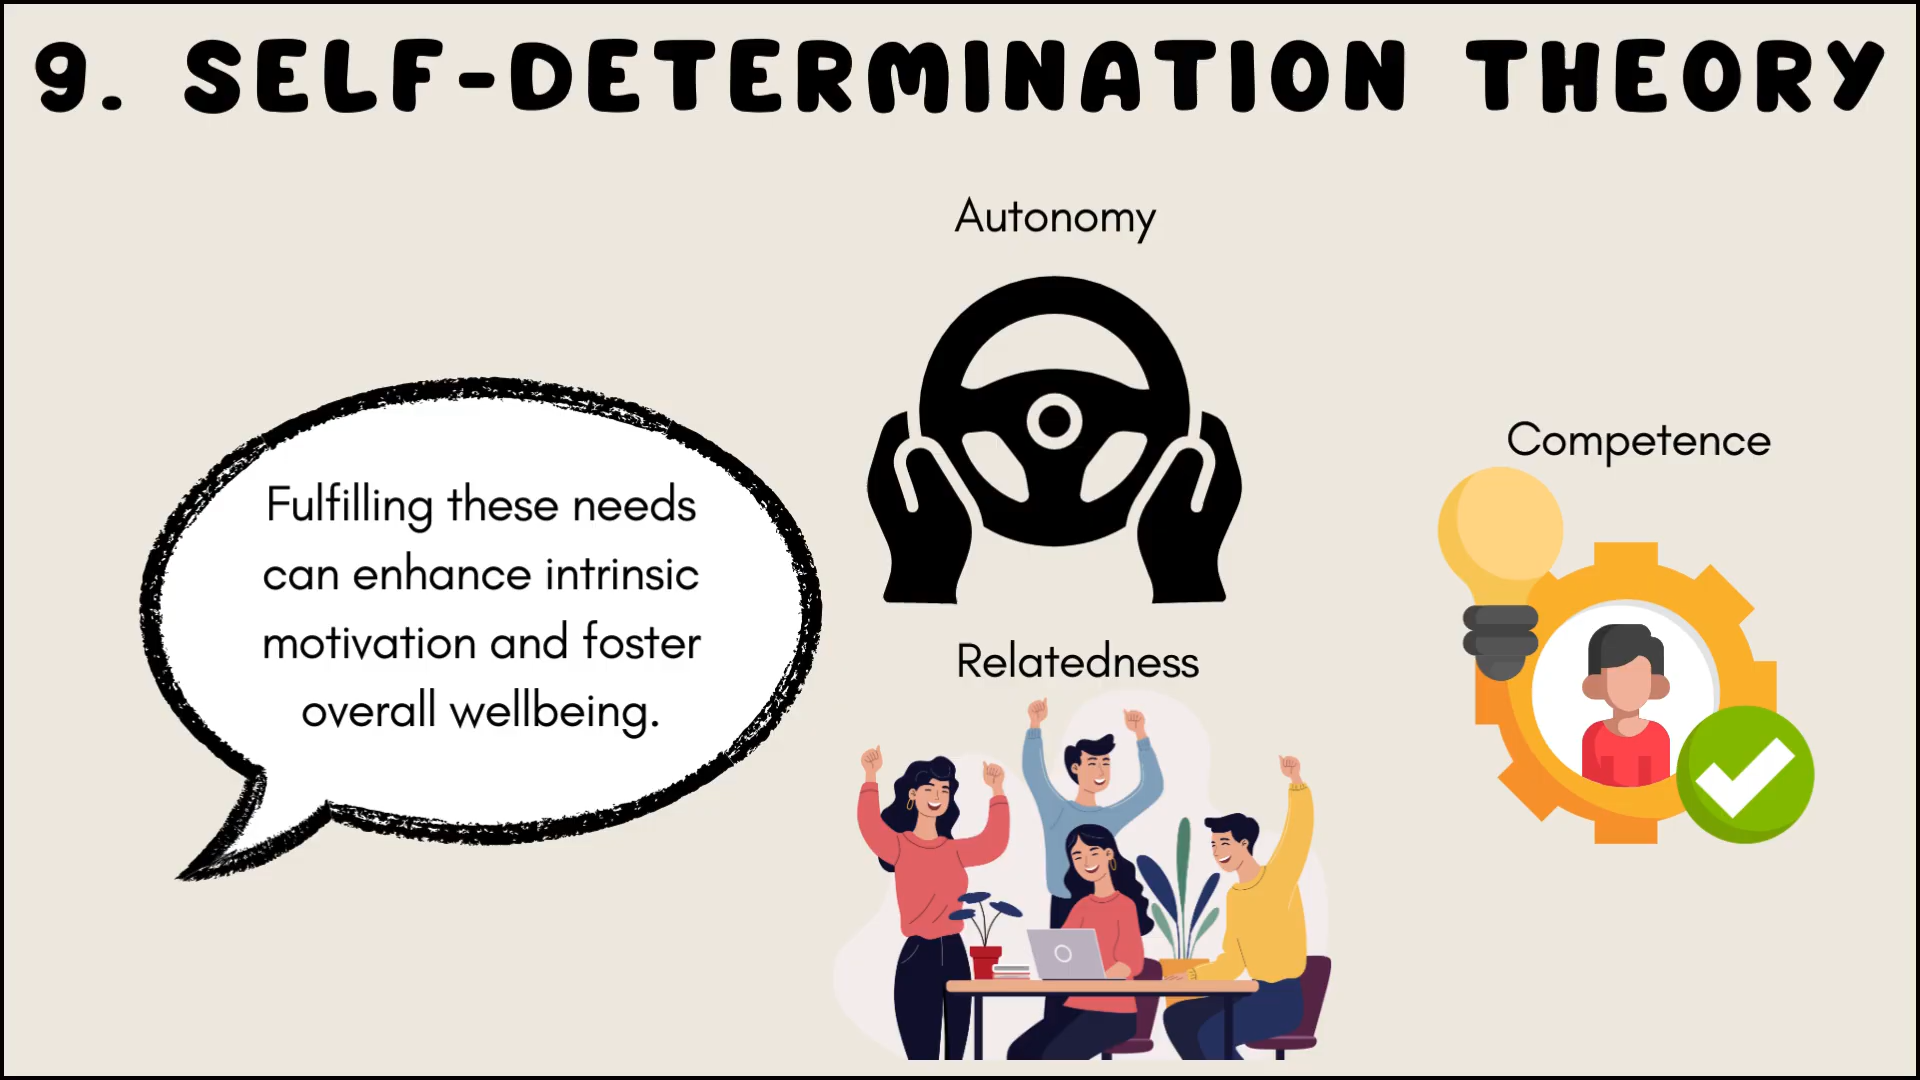 9. SELF-DETERMINATION THEORY
Autonomy
Competence
Fulfilling these needs
can enhance intrinsic
motivation and foster
overall wellbeing.
Relatedness